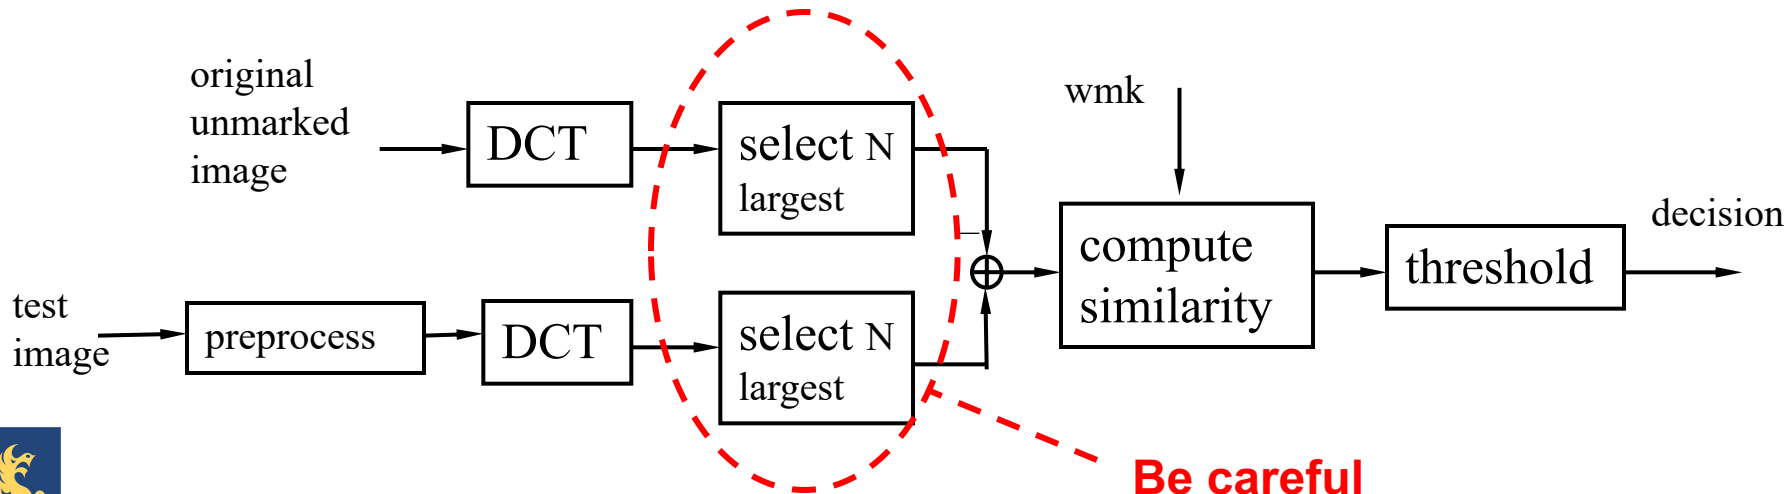 original
unmarked
image
DCT
select N
largest
wmk
compute
similarity
threshold
decision
test
image
preprocess
DCT
select N
largest
Be careful